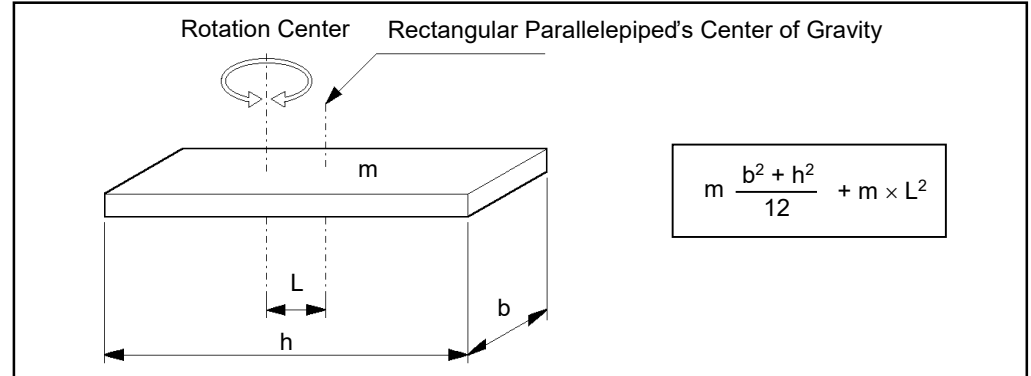 Rotation Center
Rectangular Parallelepiped's Center of Gravity
m
m b² + h² / 12 + m × L²
L
b
h